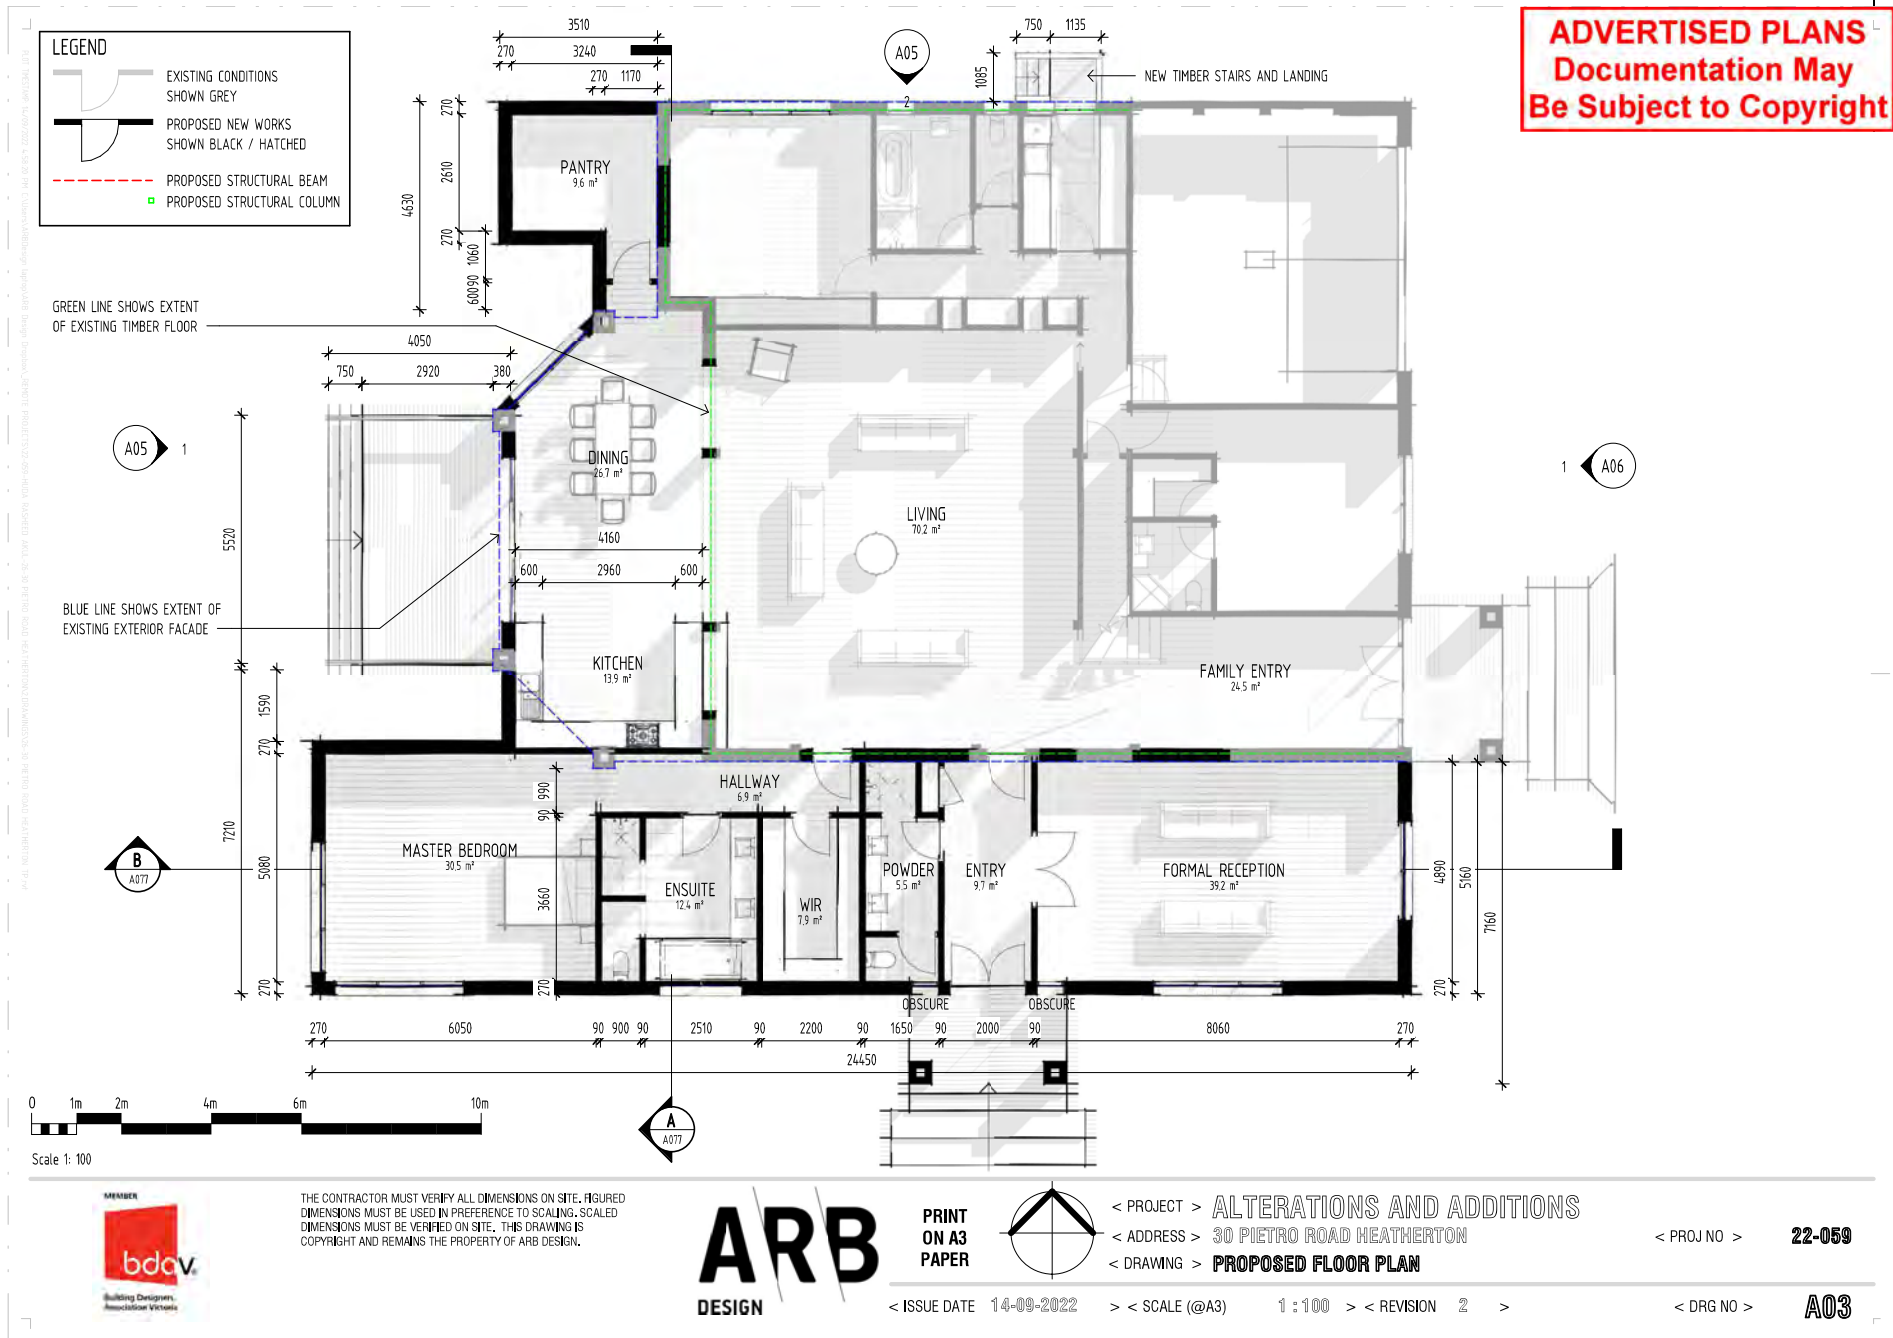 ADVERTISED PLANS
Documentation May
Be Subject to Copyright
LEGEND
EXISTING CONDITIONS
SHOWN GREY
PROPOSED NEW WORKS
SHOWN BLACK / HATCHED
PROPOSED STRUCTURAL BEAM
PROPOSED STRUCTURAL COLUMN
3510
270 3240
270 1170
A05
2
750 1135
1085
NEW TIMBER STAIRS AND LANDING
270
2610
4630
270
1060
90
600
PANTRY
9,6 m²
GREEN LINE SHOWS EXTENT
OF EXISTING TIMBER FLOOR
4050
750 2920 380
A05 1
5520
DINING
26,7 m²
LIVING
70,2 m²
1 A06
4160
600 2960 600
BLUE LINE SHOWS EXTENT OF
EXISTING EXTERIOR FACADE
KITCHEN
13,9 m²
FAMILY ENTRY
24,5 m²
1590
270
7210
5080
270
HALLWAY
6,9 m²
990
90
3660
270
B
A077
MASTER BEDROOM
30,5 m²
ENSUITE
12,4 m²
WIR
7,9 m²
POWDER
5,5 m²
ENTRY
9,7 m²
FORMAL RECEPTION
39,2 m²
4890
5160
7160
270
OBSCURE OBSCURE
270 6050 90 900 90 2510 90 2200 90 1650 90 2000 90 8060 270
24450
0 1m 2m 4m 6m 10m
Scale 1: 100
A
A077
MEMBER
bdav
Building Designers
Association Victoria
THE CONTRACTOR MUST VERIFY ALL DIMENSIONS ON SITE. FIGURED
DIMENSIONS MUST BE USED IN PREFERENCE TO SCALING. SCALED
DIMENSIONS MUST BE VERIFIED ON SITE. THIS DRAWING IS
COPYRIGHT AND REMAINS THE PROPERTY OF ARB DESIGN.
ARB
DESIGN
PRINT
ON A3
PAPER
< PROJECT > ALTERATIONS AND ADDITIONS
< ADDRESS > 30 PIETRO ROAD HEATHERTON
< DRAWING > PROPOSED FLOOR PLAN
< PROJ NO > 22-059
< ISSUE DATE 14-09-2022 > < SCALE (@A3) 1 : 100 > < REVISION 2 >
< DRG NO > A03